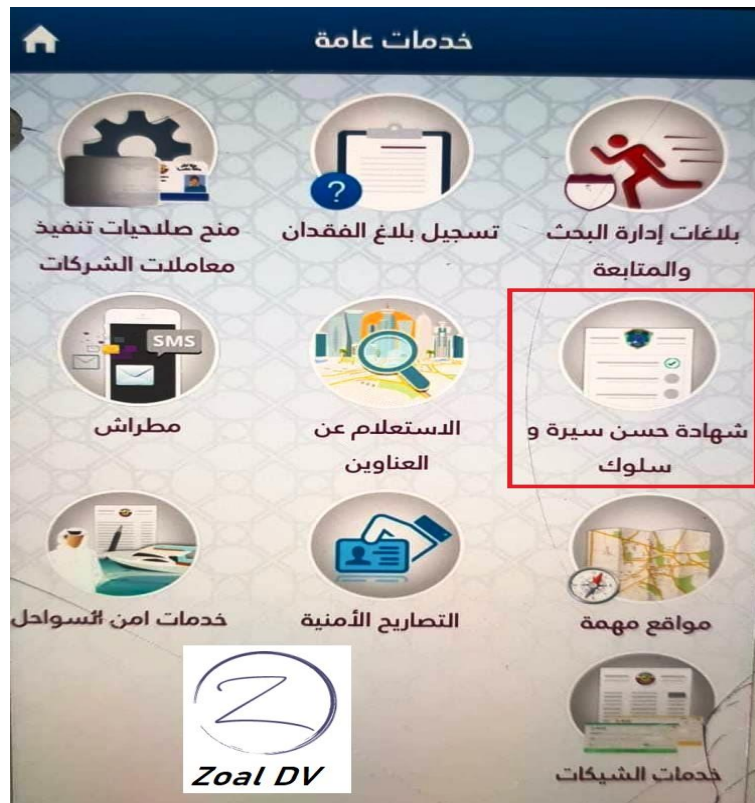 خدمات عامة
بلاغات إدارة البحث
والمتابعة
تسجيل بلاغ الفقدان
منح صلاحيات تنفيذ
معاملات الشركات
شهادة حسن سيرة و
سلوك
الاستعلام عن
العناوين
SMS
مطراش
مواقع مهمة
التصاريح الأمنية
خدمات امن السواحل
خدمات الشيكات
?
Z
Zoal DV